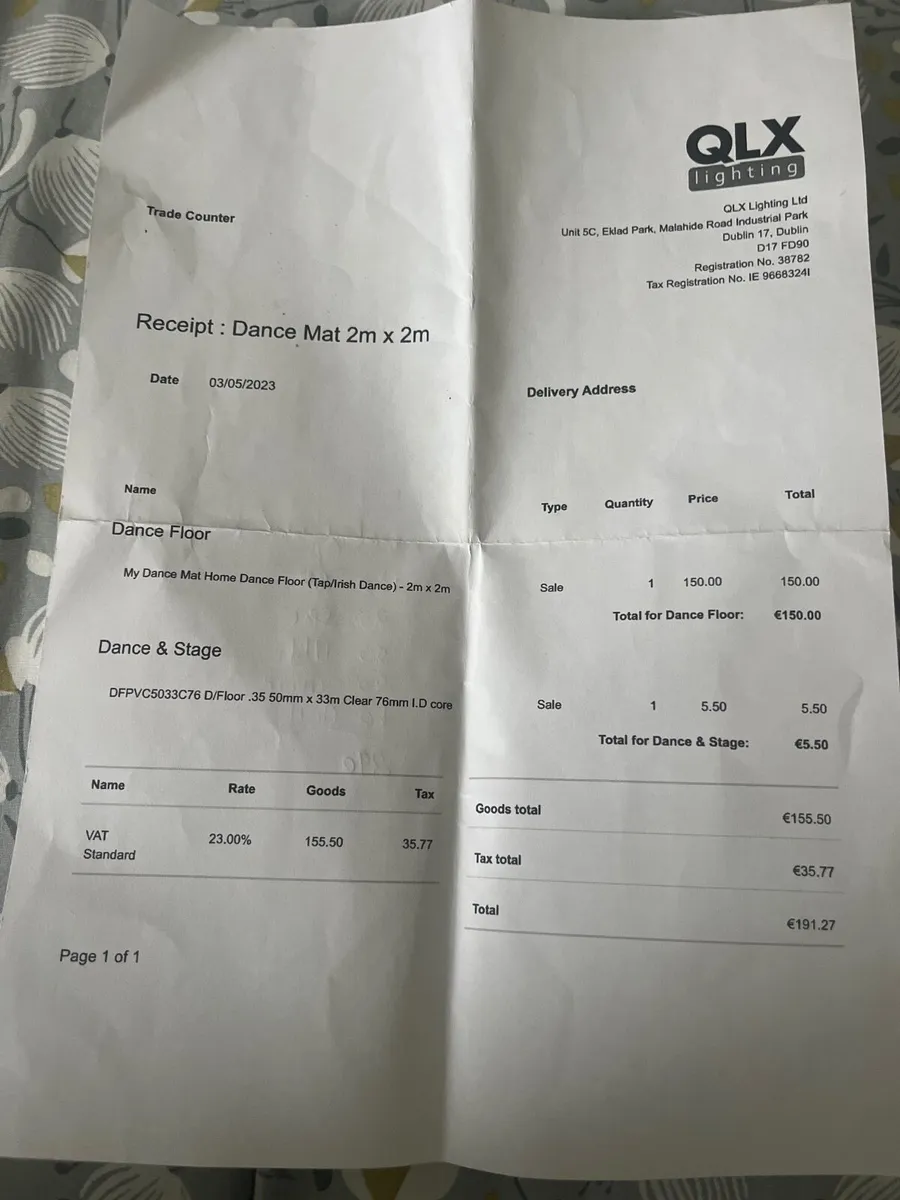 QLX
lighting
QLX Lighting Ltd
Unit 5C, Eklad Park, Malahide Road Industrial Park
Dublin 17, Dublin
D17 FD90
Registration No. 38782
Tax Registration No. IE 9668324I
Trade Counter
Receipt : Dance Mat 2m x 2m
Date 03/05/2023
Delivery Address
Name Type Quantity Price Total
Dance Floor
My Dance Mat Home Dance Floor (Tap/Irish Dance) - 2m x 2m Sale 1 150.00 150.00
Total for Dance Floor: €150.00
Dance & Stage
DFPVC5033C76 D/Floor .35 50mm x 33m Clear 76mm I.D core Sale 1 5.50 5.50
Total for Dance & Stage: €5.50
Name Rate Goods Tax
VAT Standard 23.00% 155.50 35.77
Goods total €155.50
Tax total €35.77
Total €191.27
Page 1 of 1